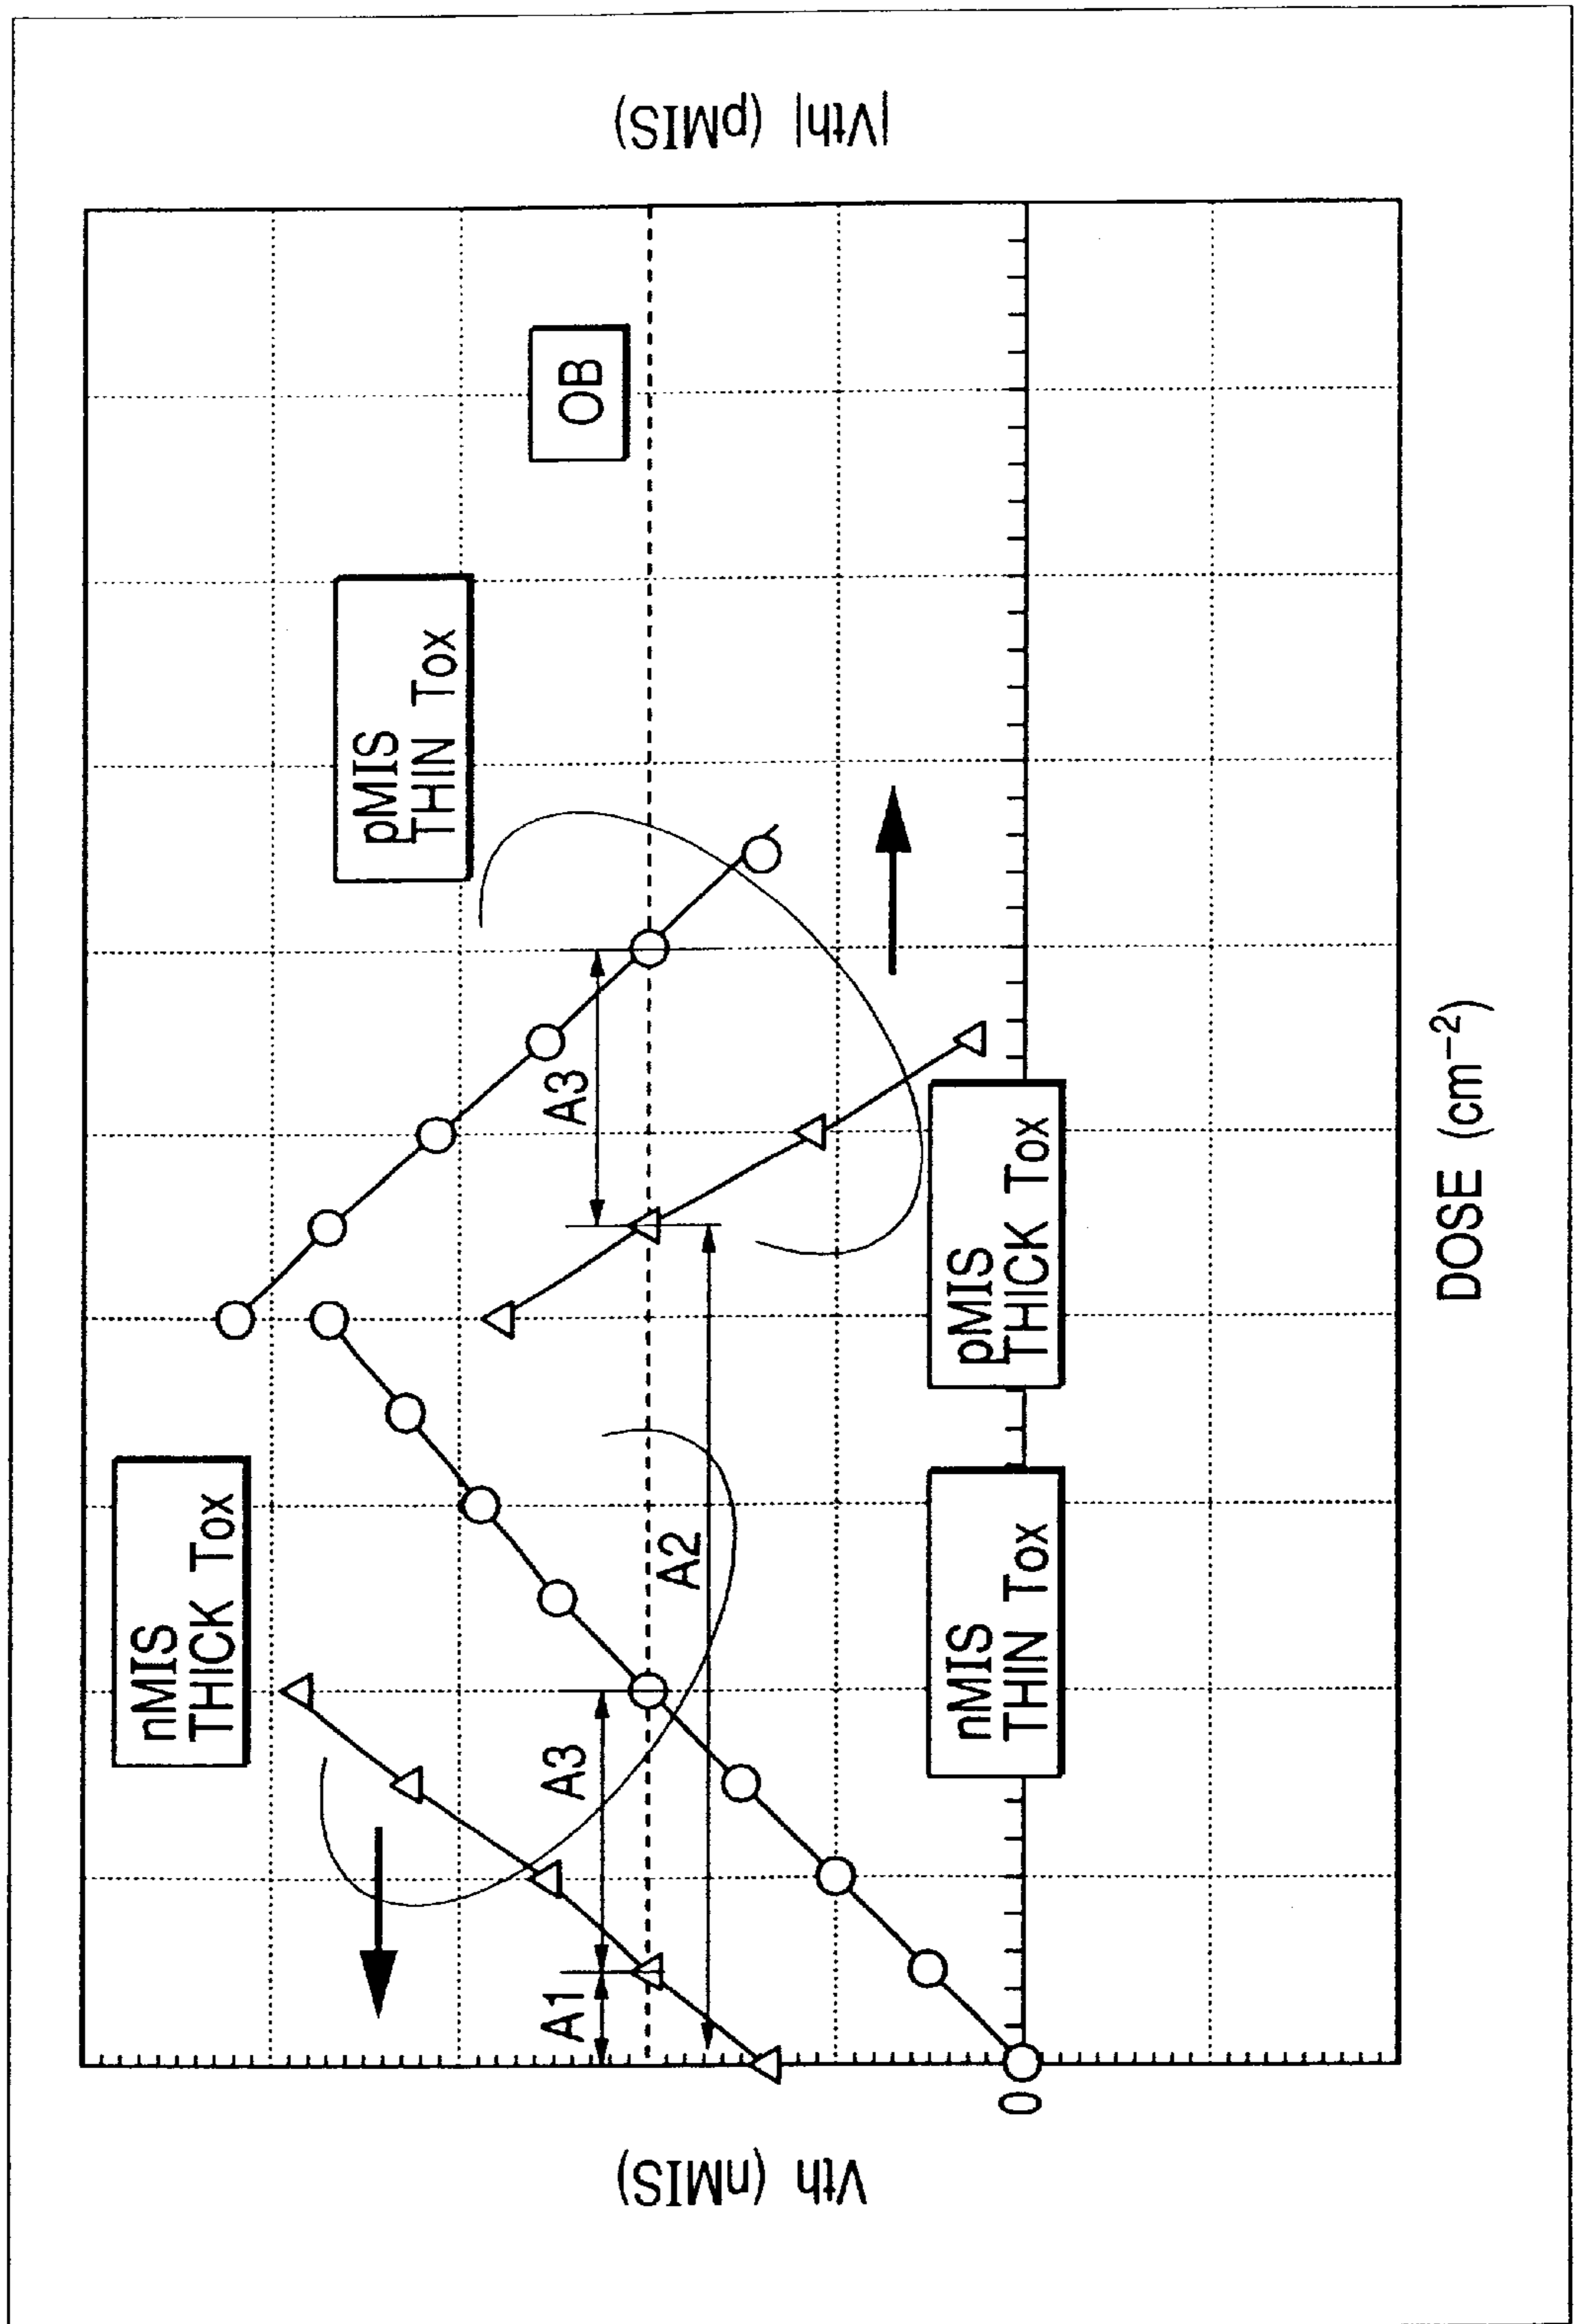 Vth (nMIS)
|Vth| (pMIS)
nMIS
THICK Tox
pMIS
THIN Tox
OB
A1
A3
A2
A3
nMIS
THIN Tox
pMIS
THICK Tox
0
DOSE (cm⁻²)